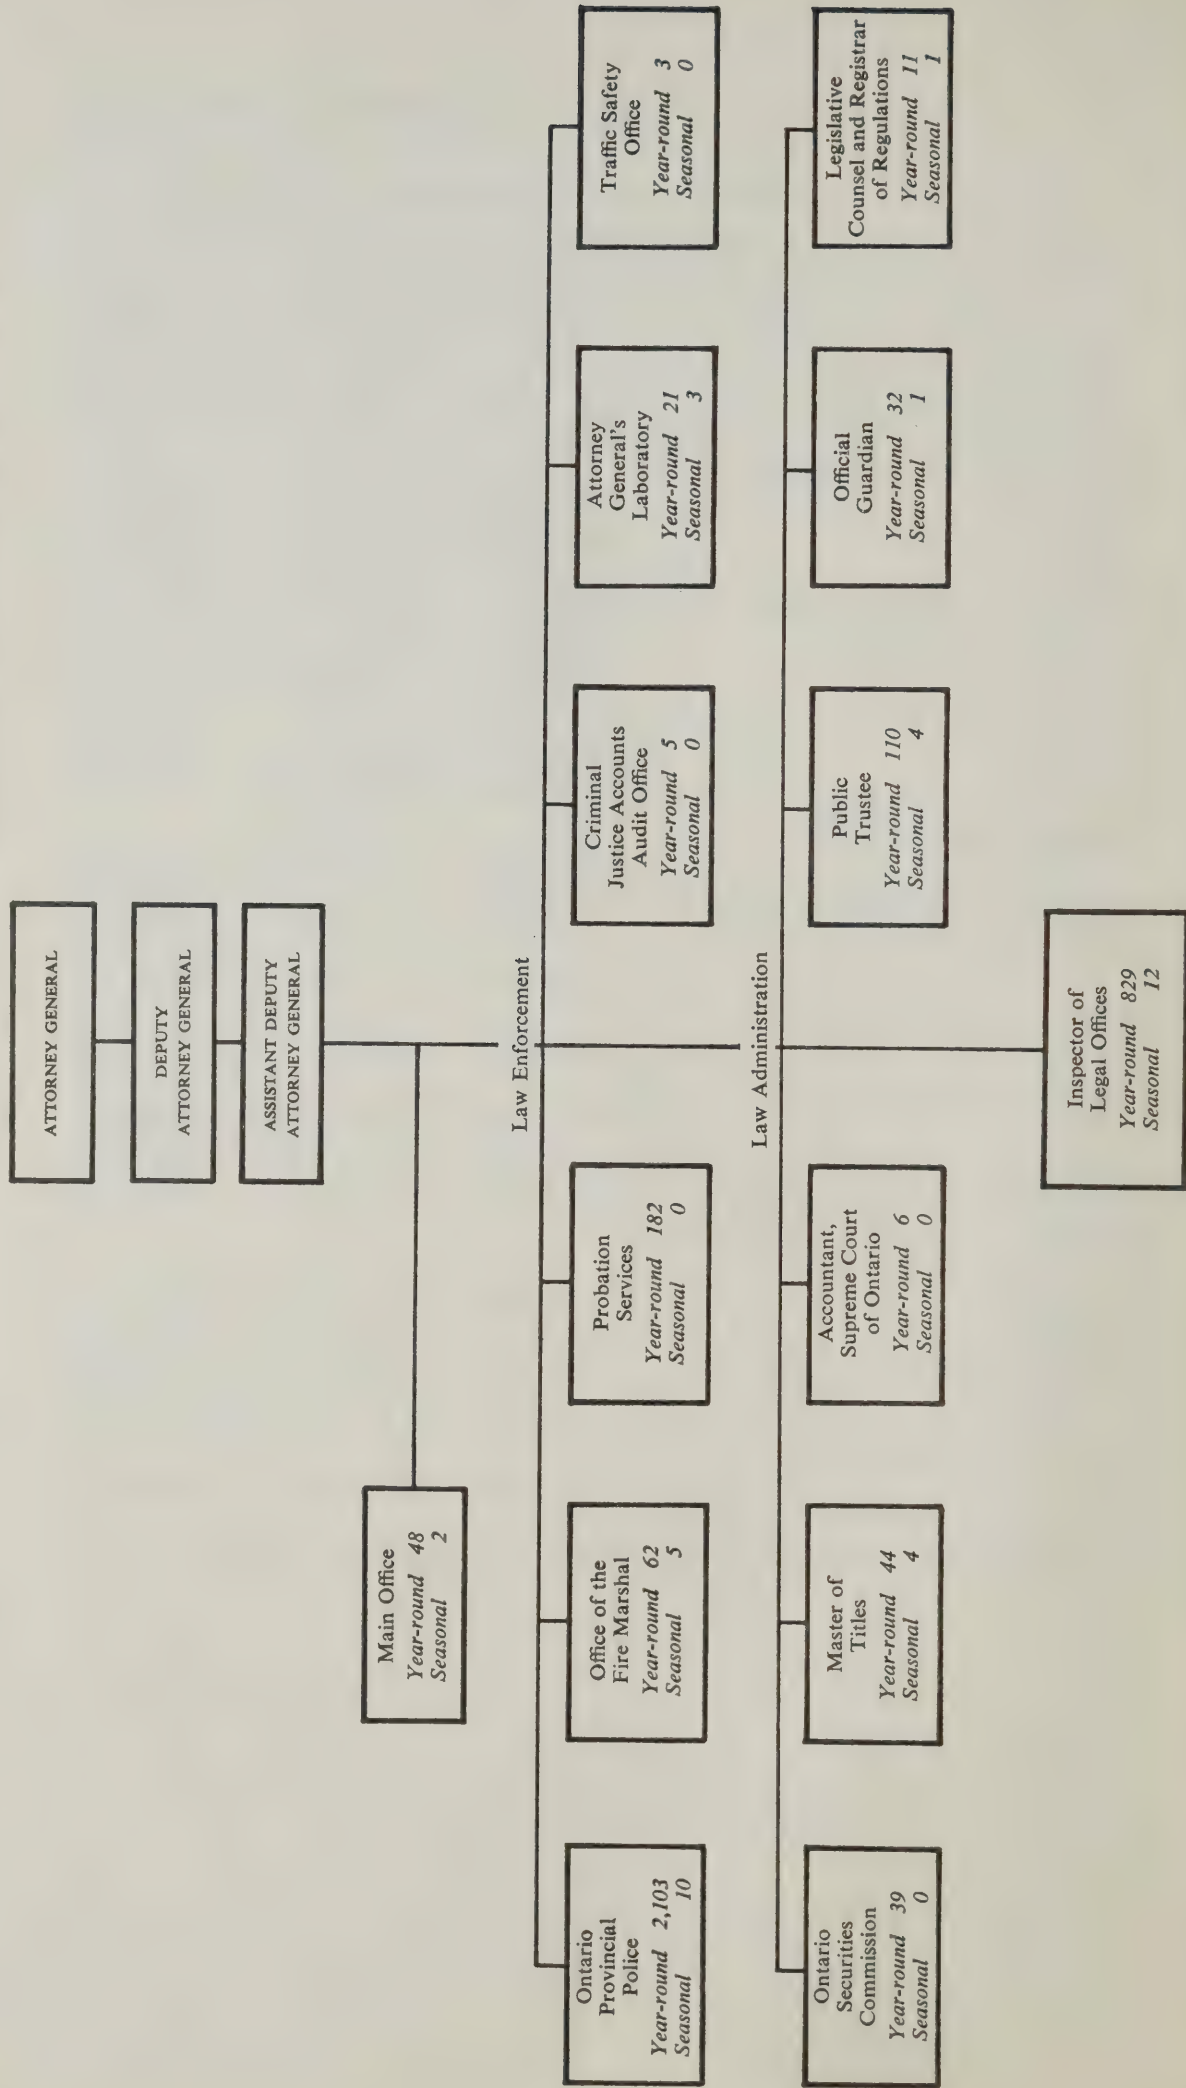 ATTORNEY GENERAL
DEPUTY
ATTORNEY GENERAL
ASSISTANT DEPUTY
ATTORNEY GENERAL
Main Office
Year-round 48
Seasonal 2
Law Enforcement
Ontario
Provincial
Police
Year-round 2,103
Seasonal 10
Office of the
Fire Marshal
Year-round 62
Seasonal 5
Probation
Services
Year-round 182
Seasonal 0
Criminal
Justice Accounts
Audit Office
Year-round 5
Seasonal 0
Attorney
General's
Laboratory
Year-round 21
Seasonal 3
Traffic Safety
Office
Year-round 3
Seasonal 0
Law Administration
Ontario
Securities
Commission
Year-round 39
Seasonal 0
Master of
Titles
Year-round 44
Seasonal 4
Accountant,
Supreme Court
of Ontario
Year-round 6
Seasonal 0
Public
Trustee
Year-round 110
Seasonal 4
Official
Guardian
Year-round 32
Seasonal 1
Legislative
Counsel and Registrar
of Regulations
Year-round 11
Seasonal 1
Inspector of
Legal Offices
Year-round 829
Seasonal 12